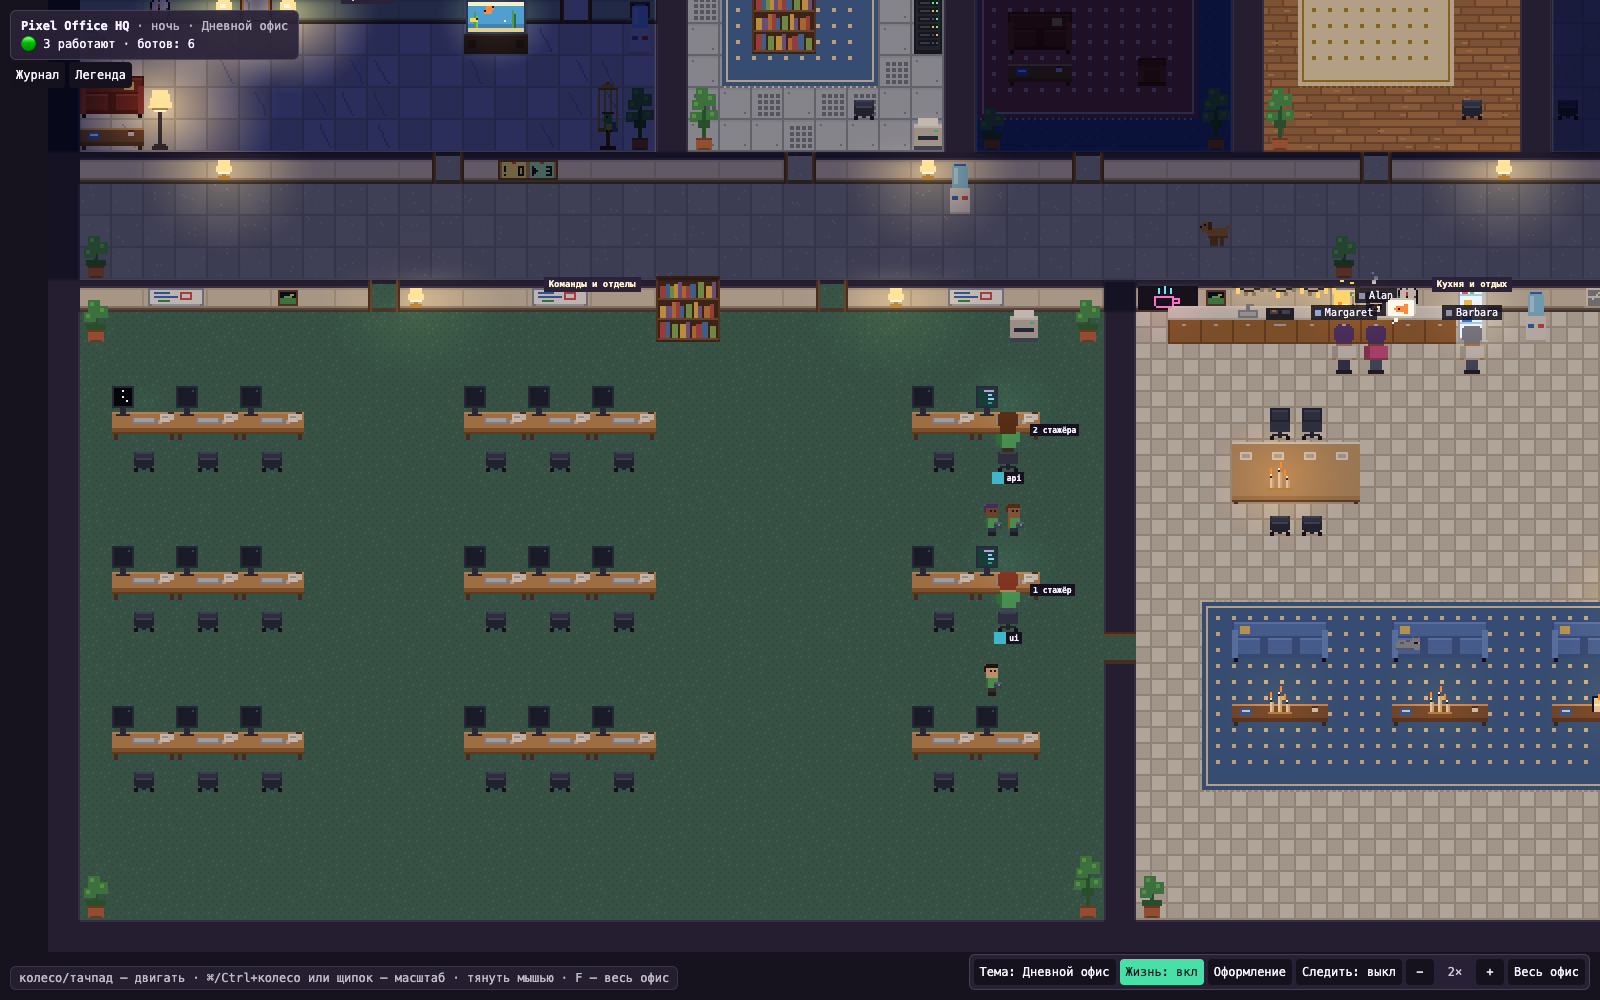 Pixel Office HQ · ночь · Дневной офис
3 работают · ботов: 6
Журнал Легенда
! 0 ▶ 3
Команды и отделы
Кухня и отдых
Alan
Margaret
Barbara
2 стажёра
api
1 стажёр
ui
колесо/тачпад — двигать · ⌘/Ctrl+колесо или щипок — масштаб · тянуть мышью · F — весь офис
Тема: Дневной офис Жизнь: вкл Оформление Следить: выкл − 2× + Весь офис